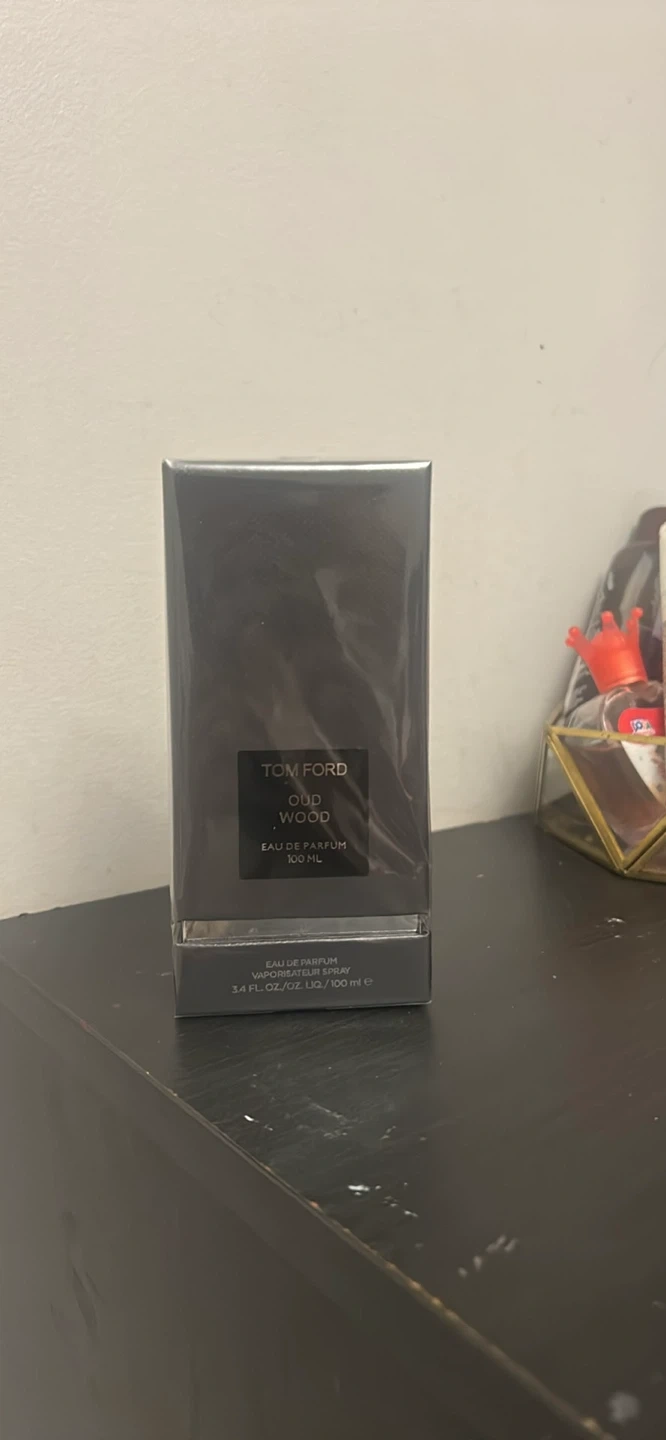 TOM FORD
OUD
WOOD
EAU DE PARFUM
100 ML
EAU DE PARFUM
VAPORISATEUR SPRAY
3.4 FL. OZ./OZ. LIQ./100 ml ℮